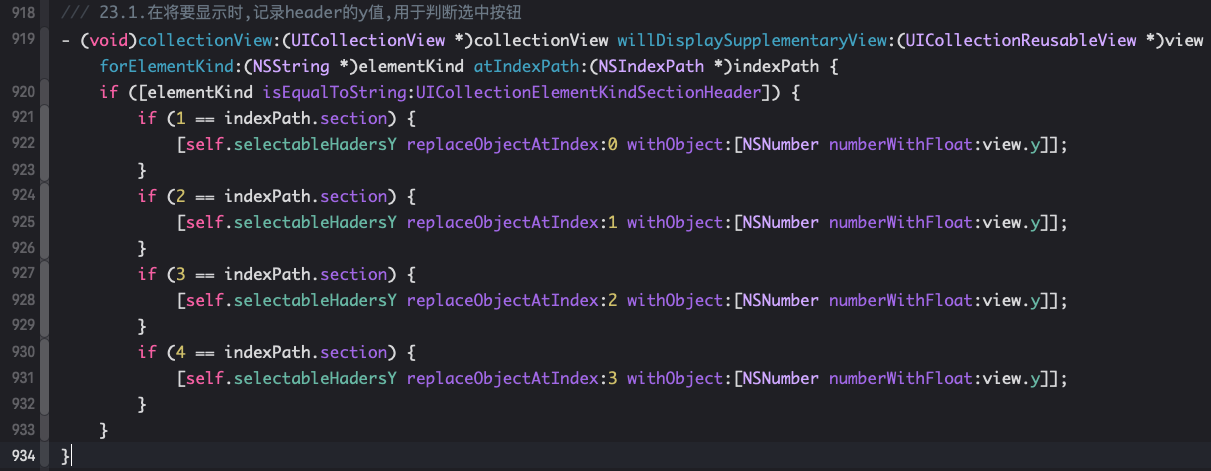 918 /// 23.1.在将要显示时,记录header的y值,用于判断选中按钮
919 - (void)collectionView:(UICollectionView *)collectionView willDisplaySupplementaryView:(UICollectionReusableView *)view
forElementKind:(NSString *)elementKind atIndexPath:(NSIndexPath *)indexPath {
920 if ([elementKind isEqualToString:UICollectionElementKindSectionHeader]) {
921 if (1 == indexPath.section) {
922 [self.selectableHadersY replaceObjectAtIndex:0 withObject:[NSNumber numberWithFloat:view.y]];
923 }
924 if (2 == indexPath.section) {
925 [self.selectableHadersY replaceObjectAtIndex:1 withObject:[NSNumber numberWithFloat:view.y]];
926 }
927 if (3 == indexPath.section) {
928 [self.selectableHadersY replaceObjectAtIndex:2 withObject:[NSNumber numberWithFloat:view.y]];
929 }
930 if (4 == indexPath.section) {
931 [self.selectableHadersY replaceObjectAtIndex:3 withObject:[NSNumber numberWithFloat:view.y]];
932 }
933 }
934 }